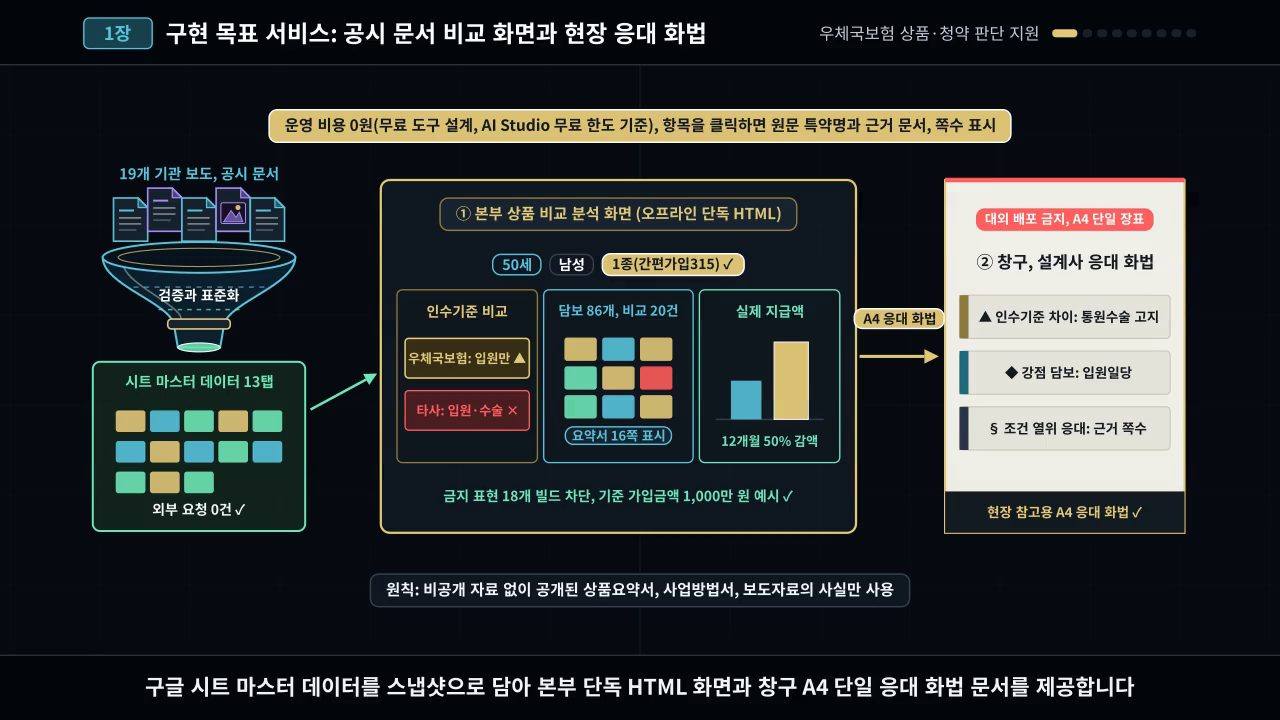 1장
구현 목표 서비스: 공시 문서 비교 화면과 현장 응대 화법
우체국보험 상품·청약 판단 지원
운영 비용 0원(무료 도구 설계, AI Studio 무료 한도 기준), 항목을 클릭하면 원문 특약명과 근거 문서, 쪽수 표시
19개 기관 보도, 공시 문서
검증과 표준화
시트 마스터 데이터 13탭
외부 요청 0건 ✓
① 본부 상품 비교 분석 화면 (오프라인 단독 HTML)
50세
남성
1종(간편가입315) ✓
인수기준 비교
우체국보험: 입원만 ▲
타사: 입원·수술 ✕
담보 86개, 비교 20건
요약서 16쪽 표시
실제 지급액
12개월 50% 감액
금지 표현 18개 빌드 차단, 기준 가입금액 1,000만 원 예시 ✓
A4 응대 화법
대외 배포 금지, A4 단일 장표
② 창구, 설계사 응대 화법
▲ 인수기준 차이: 통원수술 고지
◆ 강점 담보: 입원일당
§ 조건 열위 응대: 근거 쪽수
현장 참고용 A4 응대 화법 ✓
원칙: 비공개 자료 없이 공개된 상품요약서, 사업방법서, 보도자료의 사실만 사용
구글 시트 마스터 데이터를 스냅샷으로 담아 본부 단독 HTML 화면과 창구 A4 단일 응대 화법 문서를 제공합니다